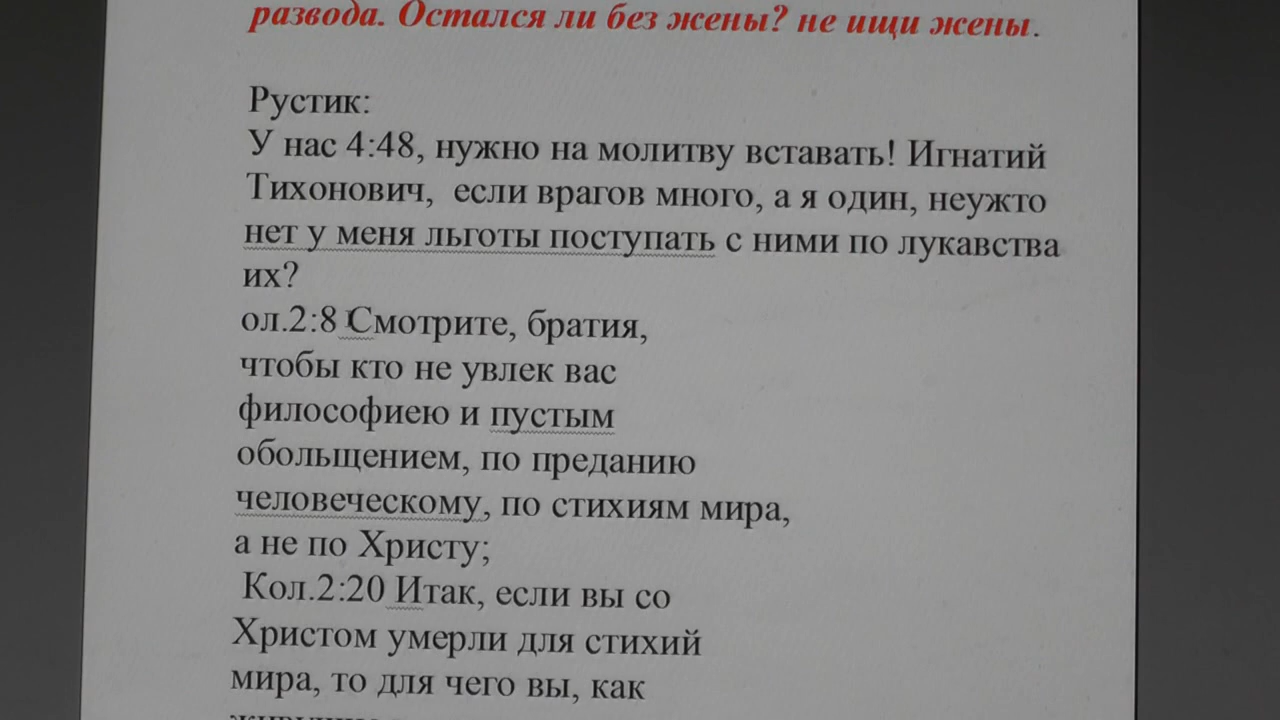 развода. Остался ли без жены? не ищи жены.
Рустик:
У нас 4:48, нужно на молитву вставать! Игнатий
Тихонович,  если врагов много, а я один, неужто
нет у меня льготы поступать с ними по лукавства
их?
ол.2:8 Смотрите, братия,
чтобы кто не увлек вас
философиею и пустым
обольщением, по преданию
человеческому, по стихиям мира,
а не по Христу;
Кол.2:20 Итак, если вы со
Христом умерли для стихий
мира, то для чего вы, как